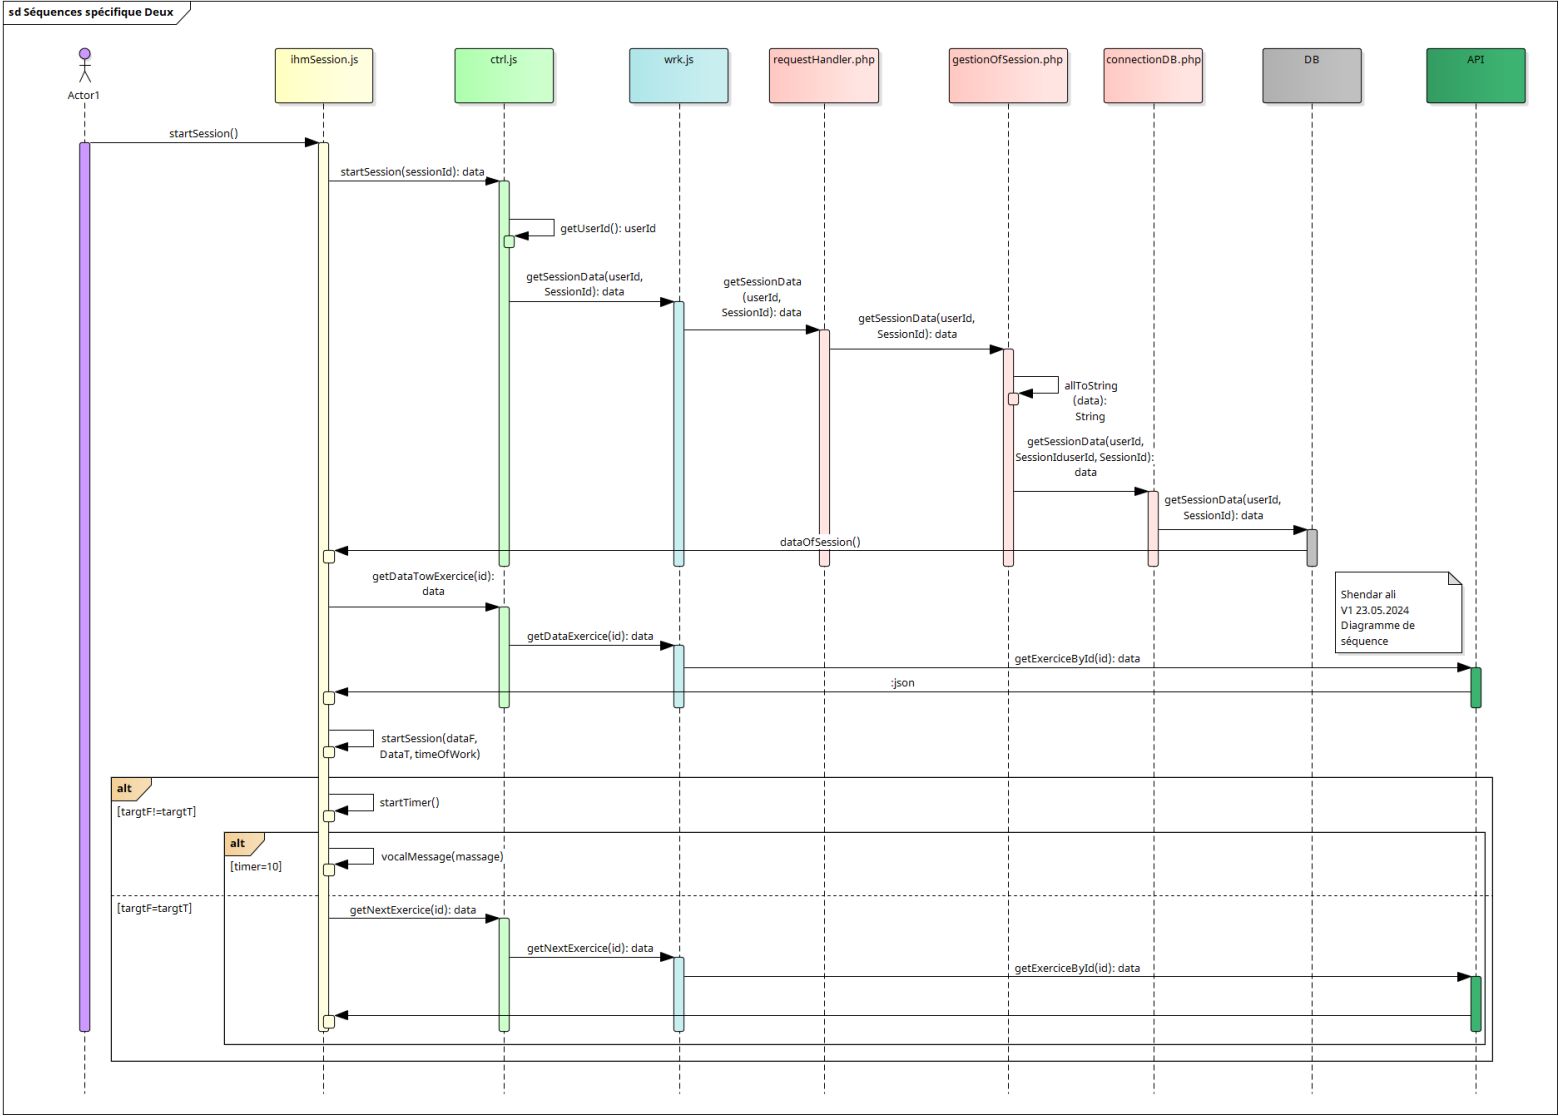 sd Séquences spécifique Deux
Actor1
ihmSession.js
ctrl.js
wrk.js
requestHandler.php
gestionOfSession.php
connectionDB.php
DB
API
startSession()
startSession(sessionId): data
getUserId(): userId
getSessionData(userId,
SessionId): data
getSessionData
(userId,
SessionId): data
getSessionData(userId,
SessionId): data
allToString
(data):
String
getSessionData(userId,
SessionIduserId, SessionId):
data
getSessionData(userId,
SessionId): data
dataOfSession()
getDataTowExercice(id):
data
Shendar ali
V1 23.05.2024
Diagramme de
séquence
getDataExercice(id): data
getExerciceById(id): data
:json
startSession(dataF,
DataT, timeOfWork)
alt
[targtF!=targtT]
startTimer()
alt
[timer=10]
vocalMessage(massage)
[targtF=targtT]
getNextExercice(id): data
getNextExercice(id): data
getExerciceById(id): data